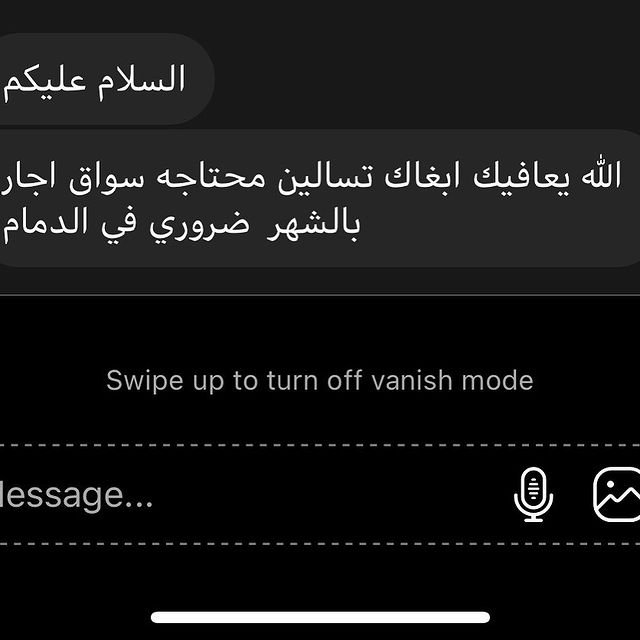 السلام عليكم
الله يعافيك ابغاك تسالين محتاجه سواق اجار
بالشهر ضروري في الدمام
Swipe up to turn off vanish mode
lessage...